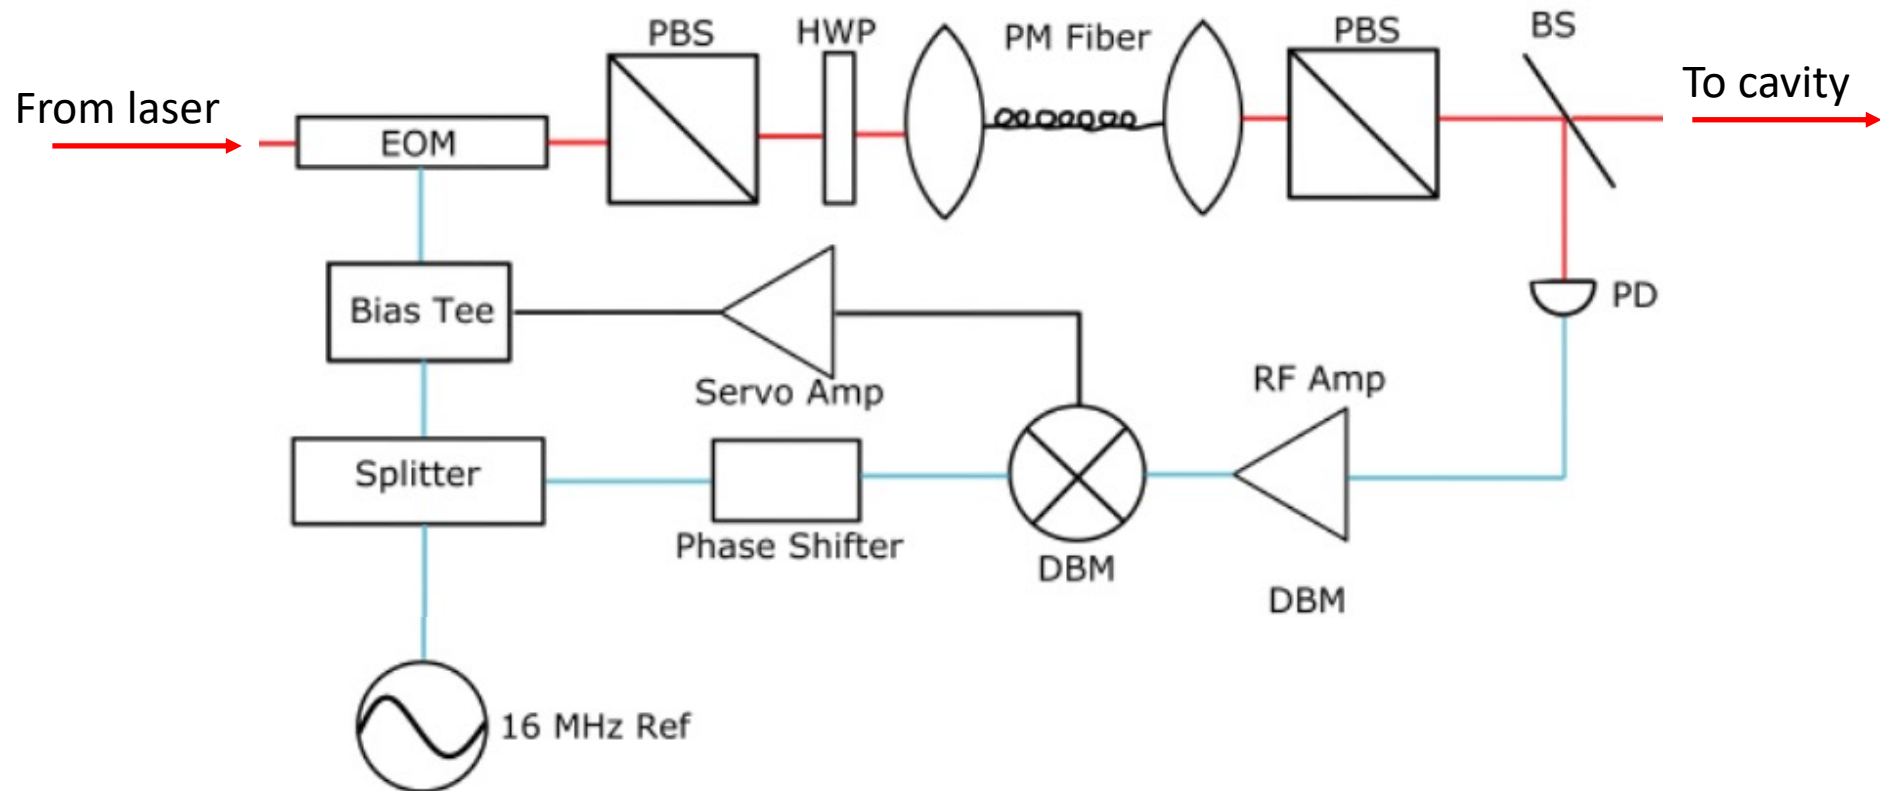 From laser
EOM
PBS
HWP
PM Fiber
PBS
BS
To cavity
Bias Tee
Servo Amp
PD
RF Amp
Splitter
Phase Shifter
DBM
DBM
16 MHz Ref